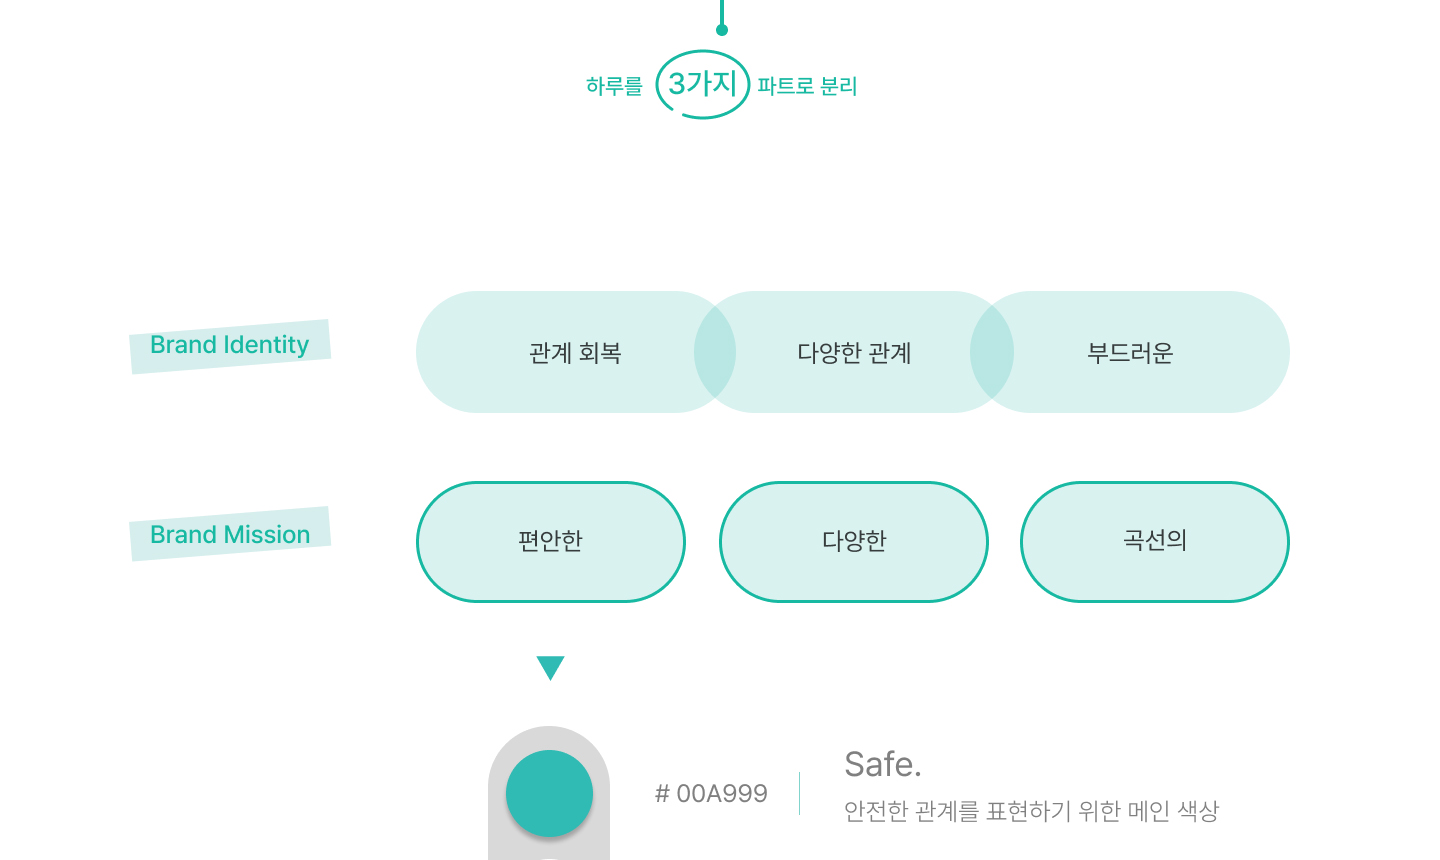 하루를 3가지 파트로 분리
Brand Identity
관계 회복
다양한 관계
부드러운
Brand Mission
편안한
다양한
곡선의
# 00A999
Safe.
안전한 관계를 표현하기 위한 메인 색상